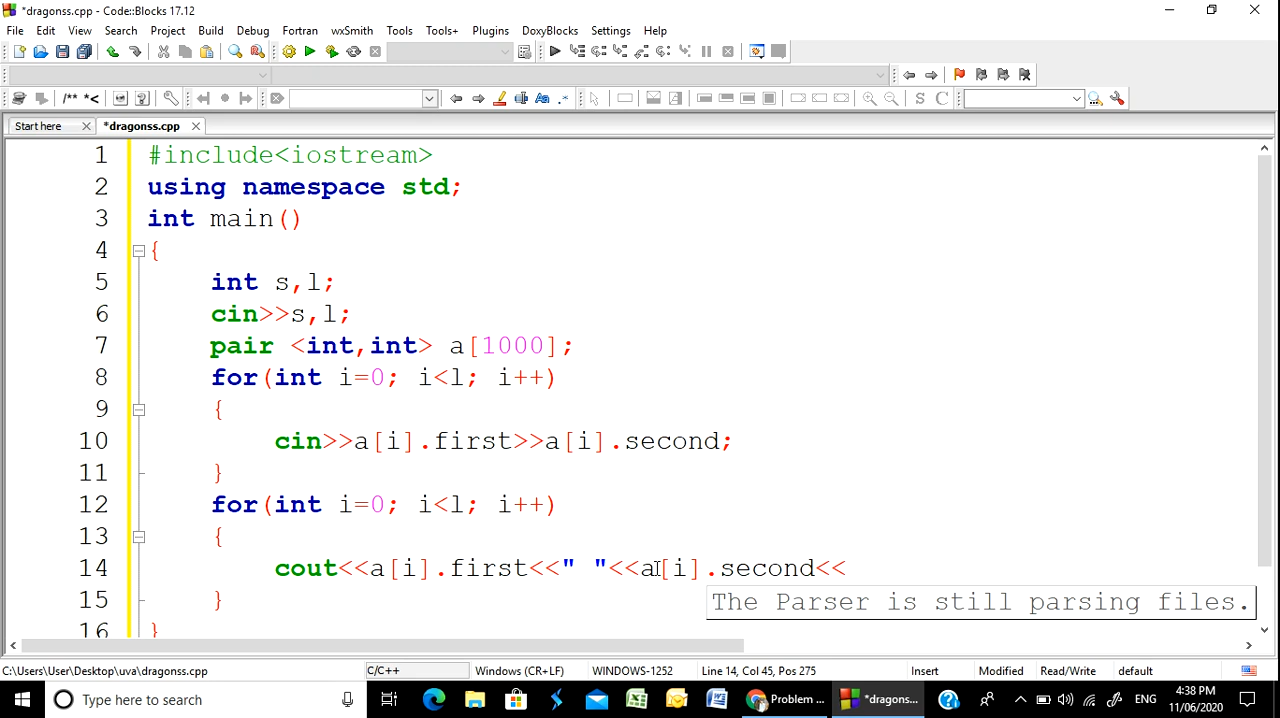 *dragonss.cpp - Code::Blocks 17.12
File Edit View Search Project Build Debug Fortran wxSmith Tools Tools+ Plugins DoxyBlocks Settings Help
/** *<
S C
Start here *dragonss.cpp
1 #include<iostream>
2 using namespace std;
3 int main()
4 {
5 int s,l;
6 cin>>s,l;
7 pair <int,int> a[1000];
8 for(int i=0; i<l; i++)
9 {
10 cin>>a[i].first>>a[i].second;
11 }
12 for(int i=0; i<l; i++)
13 {
14 cout<<a[i].first<<" "<<a[i].second<<
15 }
The Parser is still parsing files.
16 }
C:\Users\User\Desktop\uva\dragonss.cpp C/C++ Windows (CR+LF) WINDOWS-1252 Line 14, Col 45, Pos 275 Insert Modified Read/Write default
Type here to search Problem ... *dragons... ENG 4:38 PM
11/06/2020